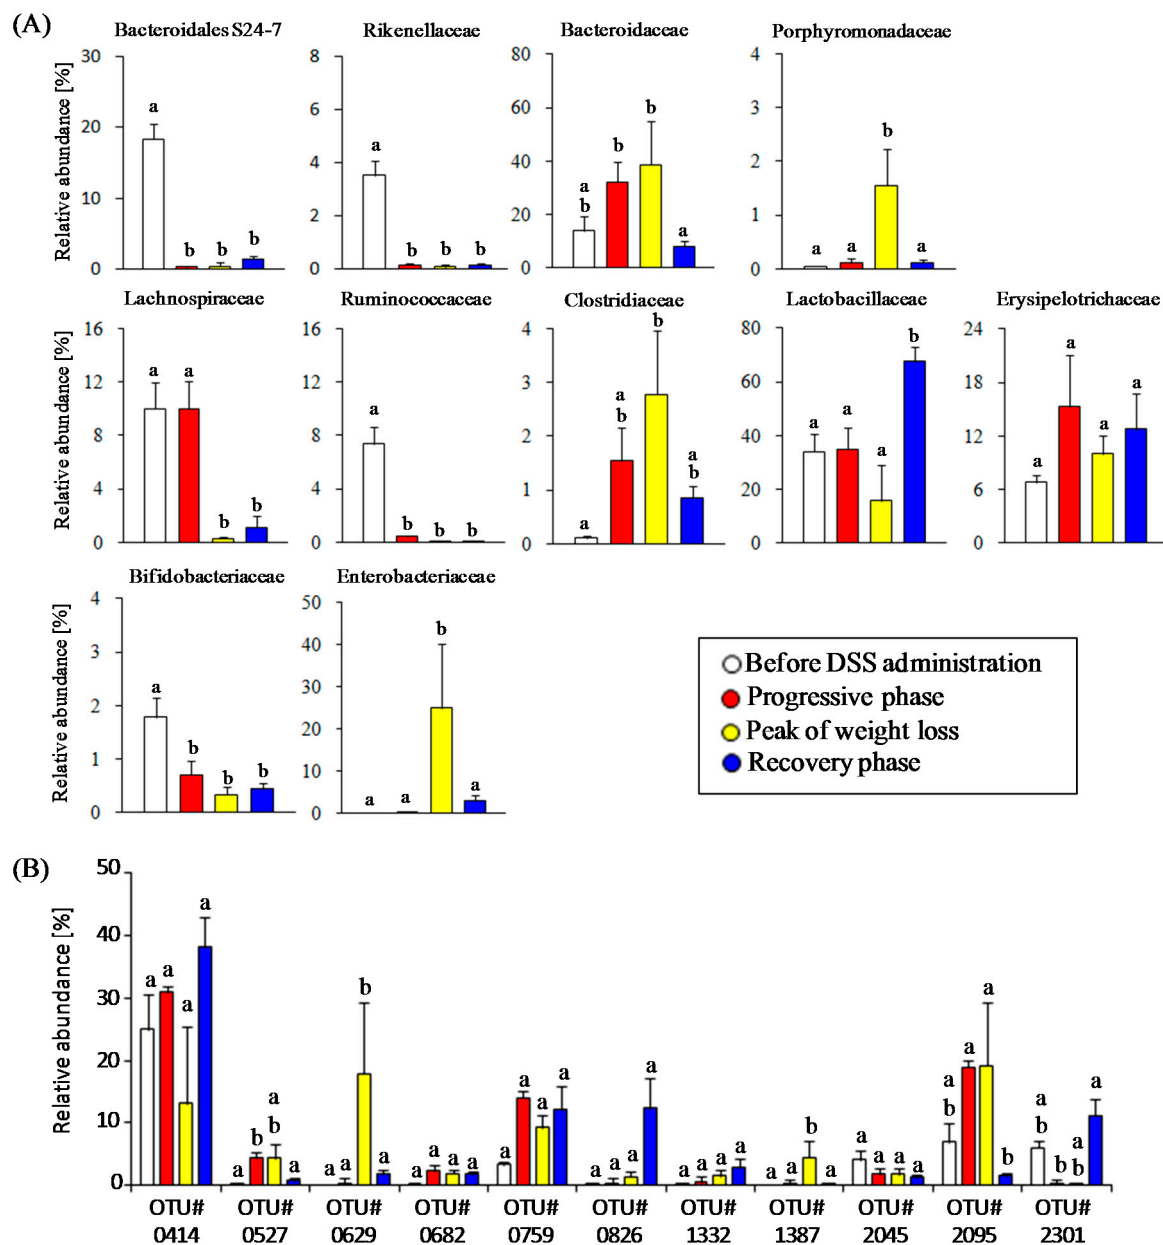 (A)
Bacteroidales S24-7 Rikenellaceae Bacteroidaceae Porphyromonadaceae
Relative abundance [%]
30 20 10 0
a b b b
8 6 4 2 0
a b b b
80 60 40 20 0
a b b b a
4 3 2 1 0
a a b a
Lachnospiraceae Ruminococcaceae Clostridiaceae Lactobacillaceae Erysipelotrichaceae
Relative abundance [%]
16 12 8 4 0
a a b b
16 12 8 4 0
a b b b
4 3 2 1 0
a a b b a b
80 60 40 20 0
a a a b
24 18 12 6 0
a a a a
Bifidobacteriaceae Enterobacteriaceae
Relative abundance [%]
4 3 2 1 0
a b b b
50 40 30 20 10 0
a a b a
Before DSS administration
Progressive phase
Peak of weight loss
Recovery phase
(B)
Relative abundance [%]
50 40 30 20 10 0
a a a a
a b a b a
a a b a
a a a a
a a a a
a a a a
a a a a
a a b a
a a a a
a b a a b
a b a b a b a
OTU# OTU# OTU# OTU# OTU# OTU# OTU# OTU# OTU# OTU# OTU#
0414 0527 0629 0682 0759 0826 1332 1387 2045 2095 2301